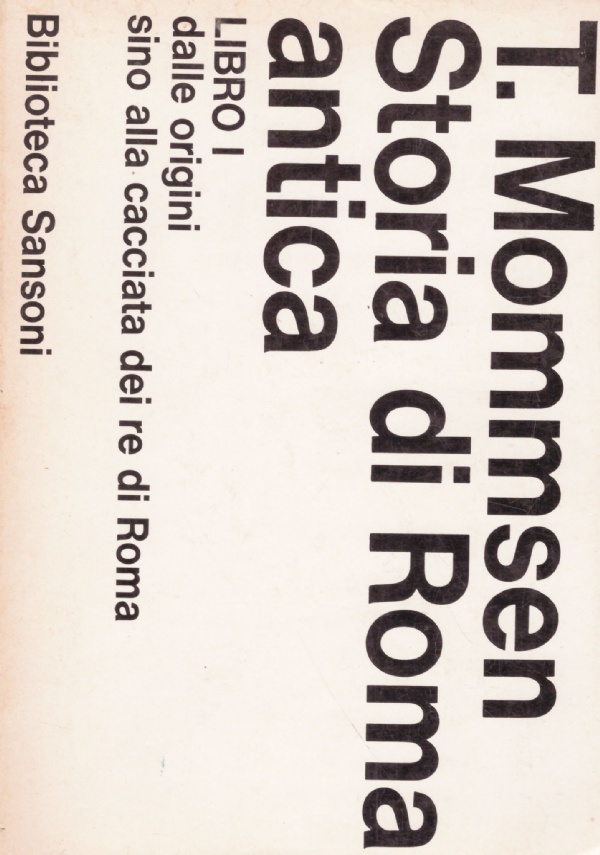 T. Mommsen
Storia di Roma
antica
LIBRO I
dalle origini
sino alla cacciata dei re di Roma
Biblioteca Sansoni